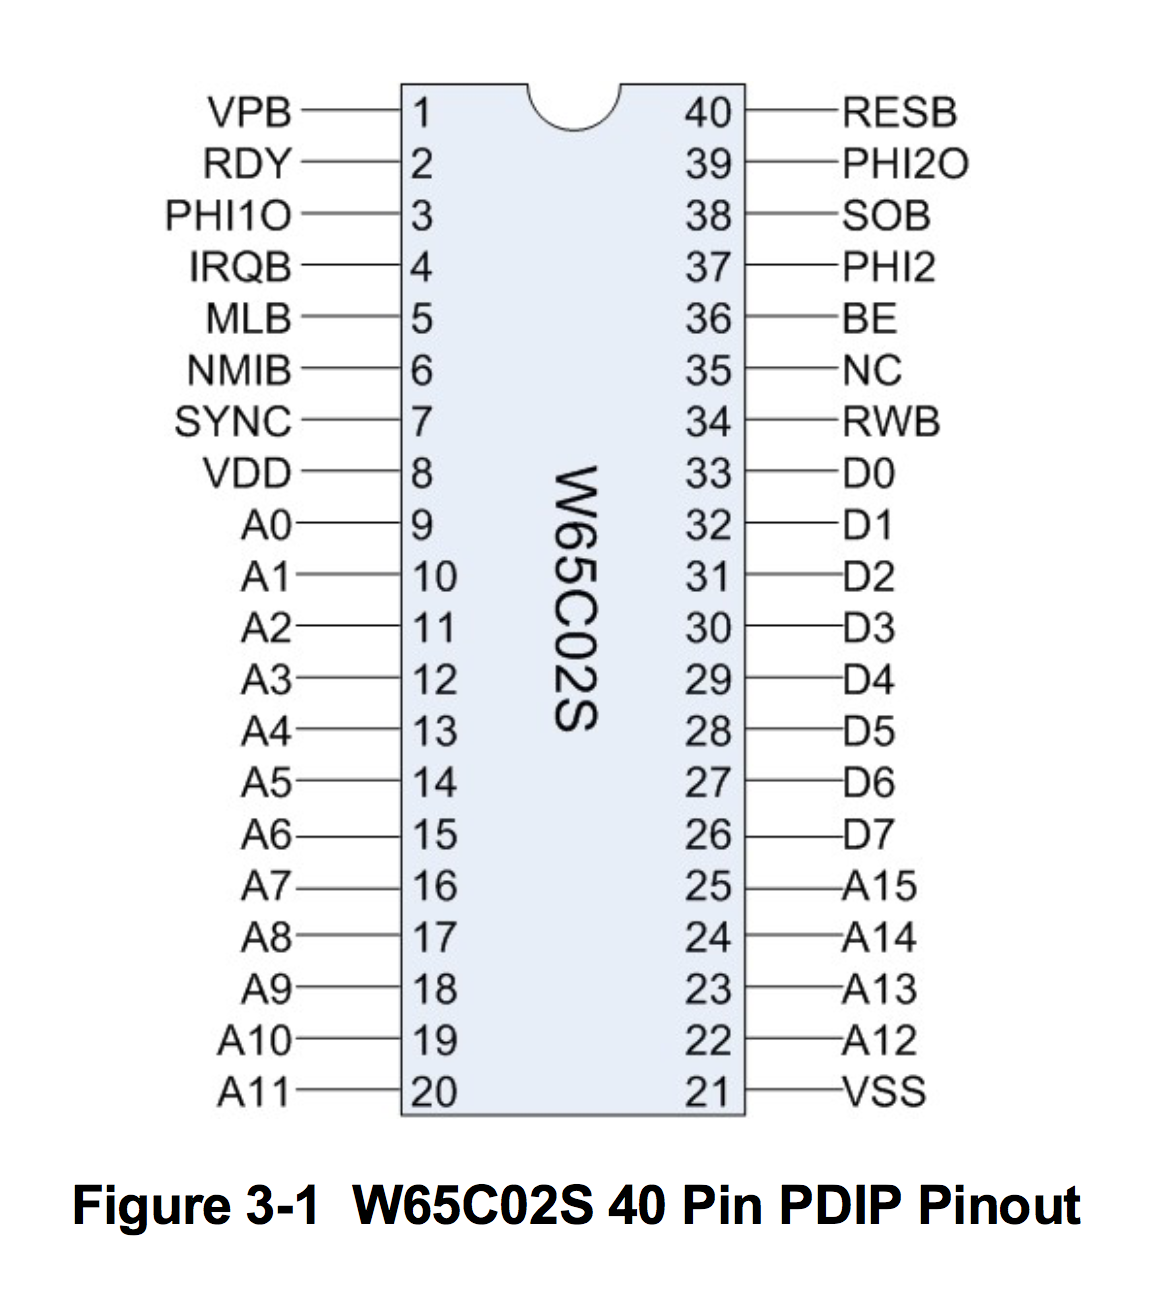 VPB 1 40 RESB
RDY 2 39 PHI2O
PHI1O 3 38 SOB
IRQB 4 37 PHI2
MLB 5 36 BE
NMIB 6 35 NC
SYNC 7 34 RWB
VDD 8 33 D0
A0 9 32 D1
A1 10 31 D2
A2 11 30 D3
A3 12 29 D4
A4 13 28 D5
A5 14 27 D6
A6 15 26 D7
A7 16 25 A15
A8 17 24 A14
A9 18 23 A13
A10 19 22 A12
A11 20 21 VSS
W65C02S
Figure 3-1 W65C02S 40 Pin PDIP Pinout